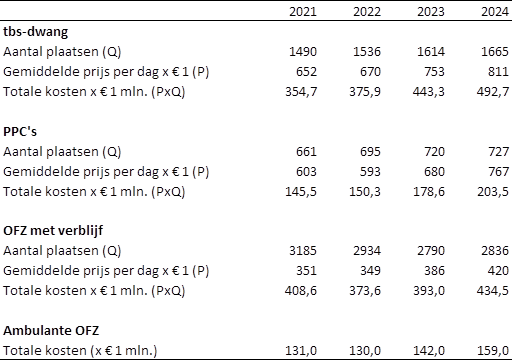 2021 2022 2023 2024
tbs-dwang
Aantal plaatsen (Q) 1490 1536 1614 1665
Gemiddelde prijs per dag x € 1 (P) 652 670 753 811
Totale kosten x € 1 mln. (PxQ) 354,7 375,9 443,3 492,7
PPC's
Aantal plaatsen (Q) 661 695 720 727
Gemiddelde prijs per dag x € 1 (P) 603 593 680 767
Totale kosten x € 1 mln. (PxQ) 145,5 150,3 178,6 203,5
OFZ met verblijf
Aantal plaatsen (Q) 3185 2934 2790 2836
Gemiddelde prijs per dag x € 1 (P) 351 349 386 420
Totale kosten x € 1 mln. (PxQ) 408,6 373,6 393,0 434,5
Ambulante OFZ
Totale kosten (x € 1 mln.) 131,0 130,0 142,0 159,0